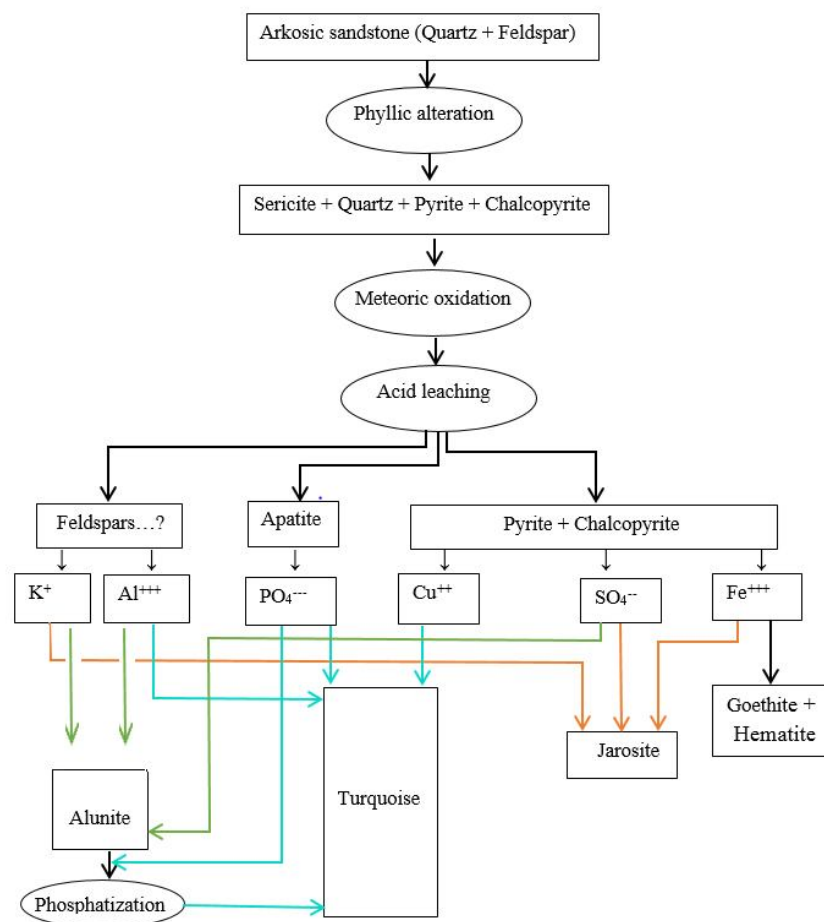 Arkosic sandstone (Quartz + Feldspar)
Phyllic alteration
Sericite + Quartz + Pyrite + Chalcopyrite
Meteoric oxidation
Acid leaching
Feldspars…?
Apatite
Pyrite + Chalcopyrite
K⁺
Al⁺⁺⁺
PO₄⁻⁻⁻
Cu⁺⁺
SO₄⁻⁻
Fe⁺⁺⁺
Goethite +
Hematite
Jarosite
Turquoise
Alunite
Phosphatization